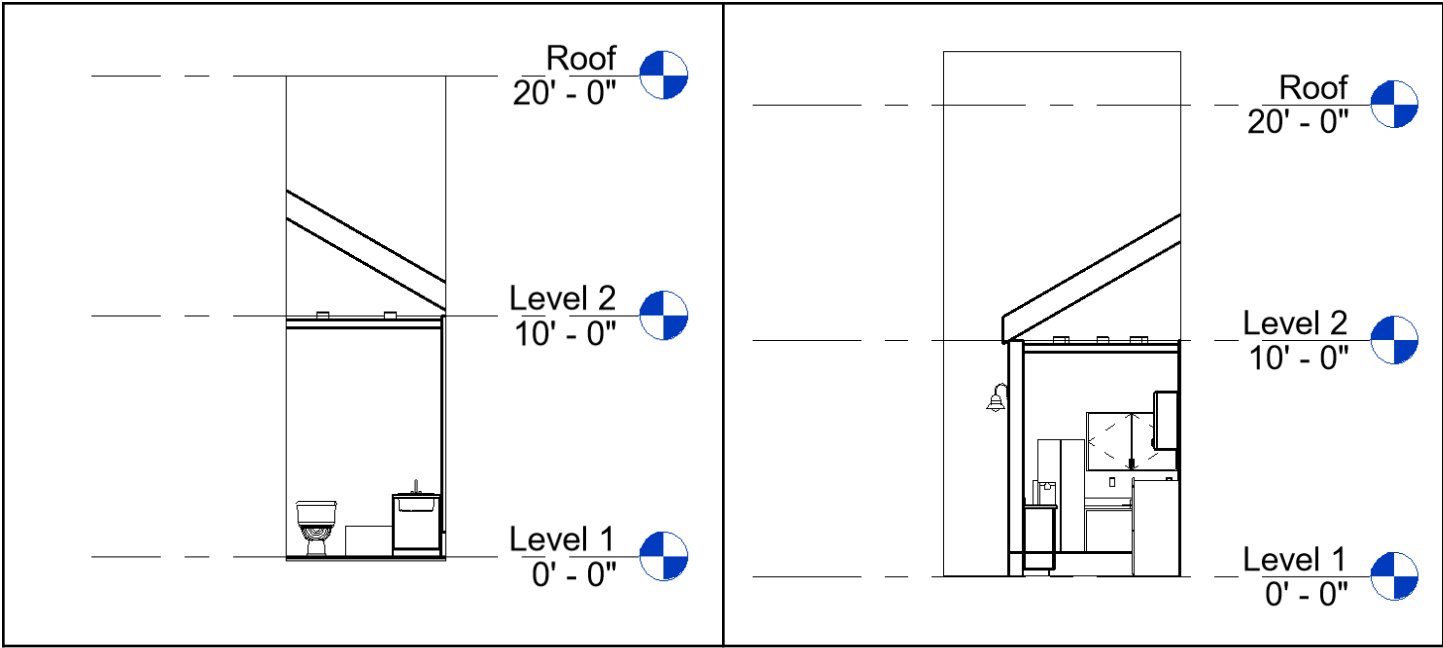 Roof
20' - 0"
Level 2
10' - 0"
Level 1
0' - 0"
Roof
20' - 0"
Level 2
10' - 0"
Level 1
0' - 0"